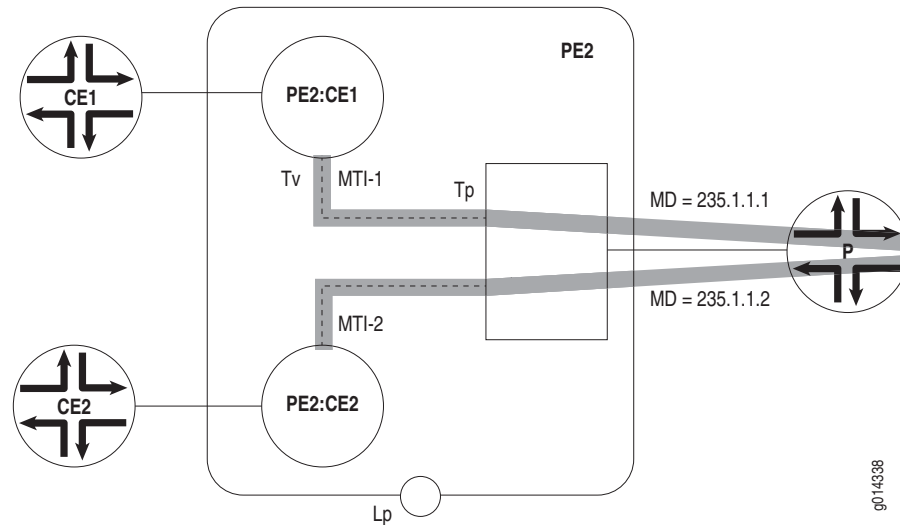 PE2
CE1
PE2:CE1
Tv
MTI-1
Tp
MD = 235.1.1.1
P
MD = 235.1.1.2
MTI-2
CE2
PE2:CE2
Lp
g014338